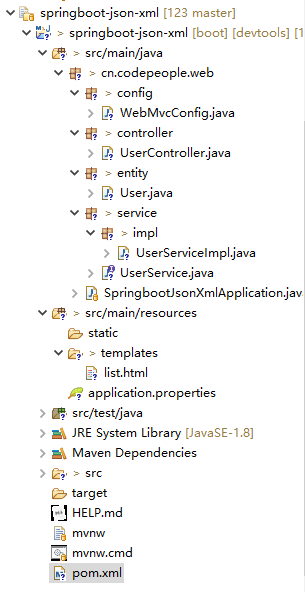 springboot-json-xml [123 master]
> springboot-json-xml [boot] [devtools] [1
> src/main/java
> cn.codepeople.web
> config
WebMvcConfig.java
> controller
UserController.java
> entity
User.java
> service
> impl
UserServiceImpl.java
UserService.java
SpringbootJsonXmlApplication.java
> src/main/resources
static
> templates
list.html
application.properties
src/test/java
JRE System Library [JavaSE-1.8]
Maven Dependencies
> src
target
HELP.md
mvnw
mvnw.cmd
pom.xml